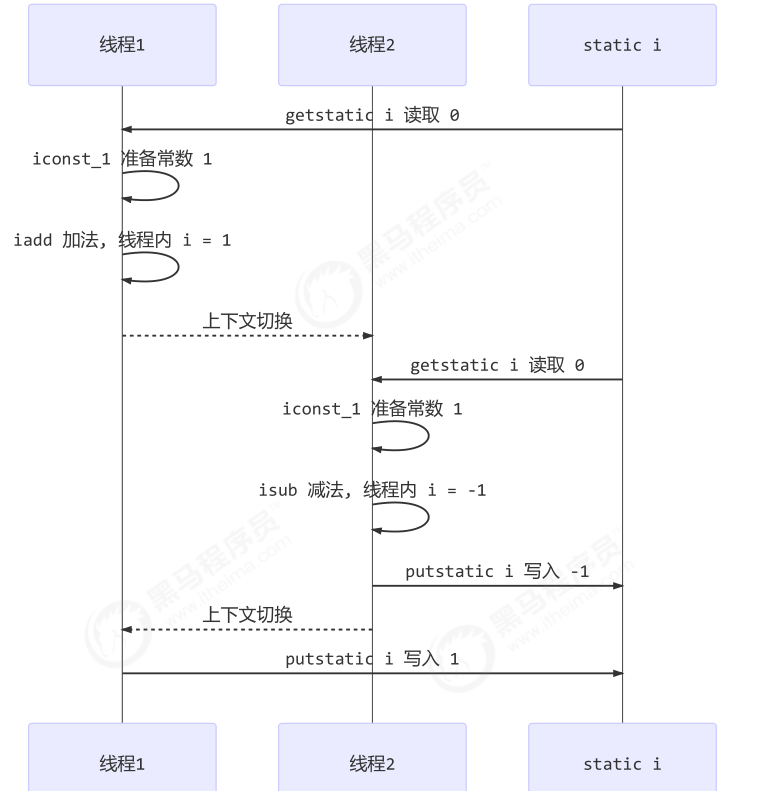 线程1 线程2 static i
getstatic i 读取 0
iconst_1 准备常数 1
iadd 加法, 线程内 i = 1
上下文切换
getstatic i 读取 0
iconst_1 准备常数 1
isub 减法, 线程内 i = -1
putstatic i 写入 -1
上下文切换
putstatic i 写入 1
线程1 线程2 static i
黑马程序员
www.itheima.com
黑马程序员
www.itheima.com
黑马程序员
www.itheima.com